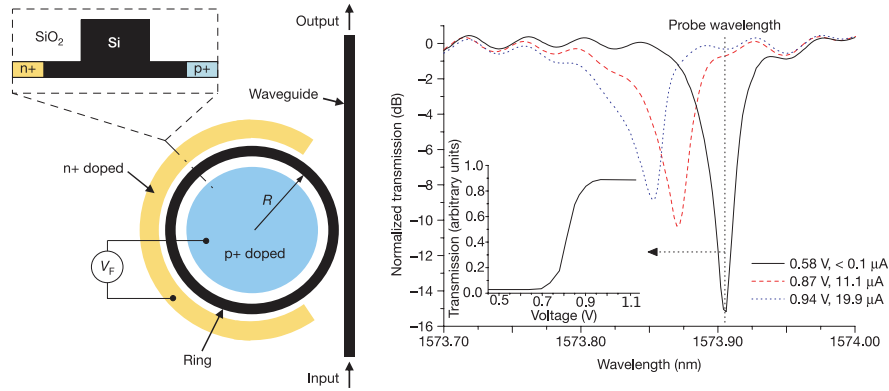 Output
SiO2
Si
n+
p+
Waveguide
n+ doped
R
p+ doped
VF
Ring
Input
Probe wavelength
Normalized transmission (dB)
0
−2
−4
−6
−8
−10
−12
−14
−16
1573.70
1573.80
1573.90
1574.00
Wavelength (nm)
Transmission (arbitrary units)
1.0
0.8
0.6
0.4
0.2
0.0
0.5
0.7
0.9
1.1
Voltage (V)
0.58 V, < 0.1 μA
0.87 V, 11.1 μA
0.94 V, 19.9 μA